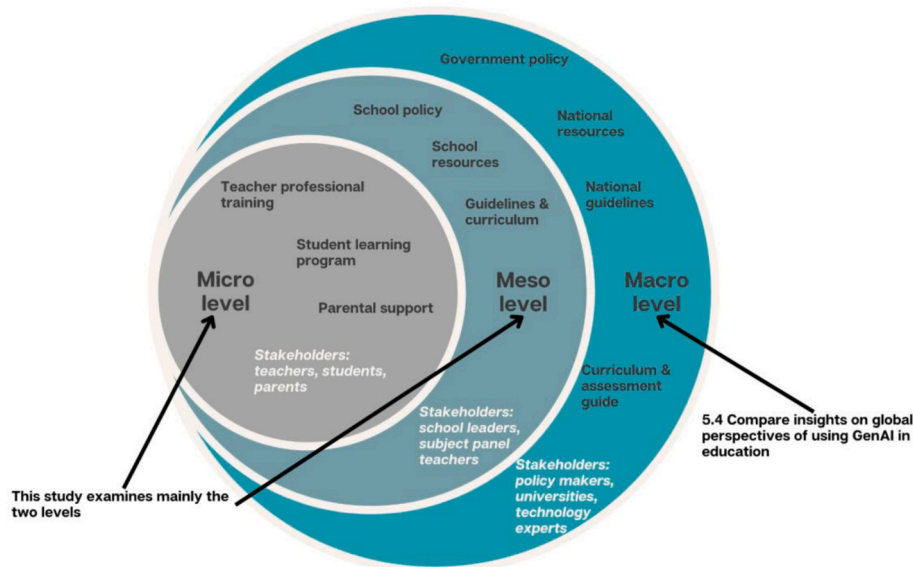 Government policy
School policy
National
resources
School
resources
Teacher professional
training
National
guidelines
Guidelines &
curriculum
Student learning
program
Micro
level
Meso
level
Macro
level
Parental support
Stakeholders:
teachers, students,
parents
Curriculum &
assessment
guide
Stakeholders:
school leaders,
subject panel
teachers
5.4 Compare insights on global
perspectives of using GenAI in
education
Stakeholders:
policy makers,
universities,
technology
experts
This study examines mainly the
two levels